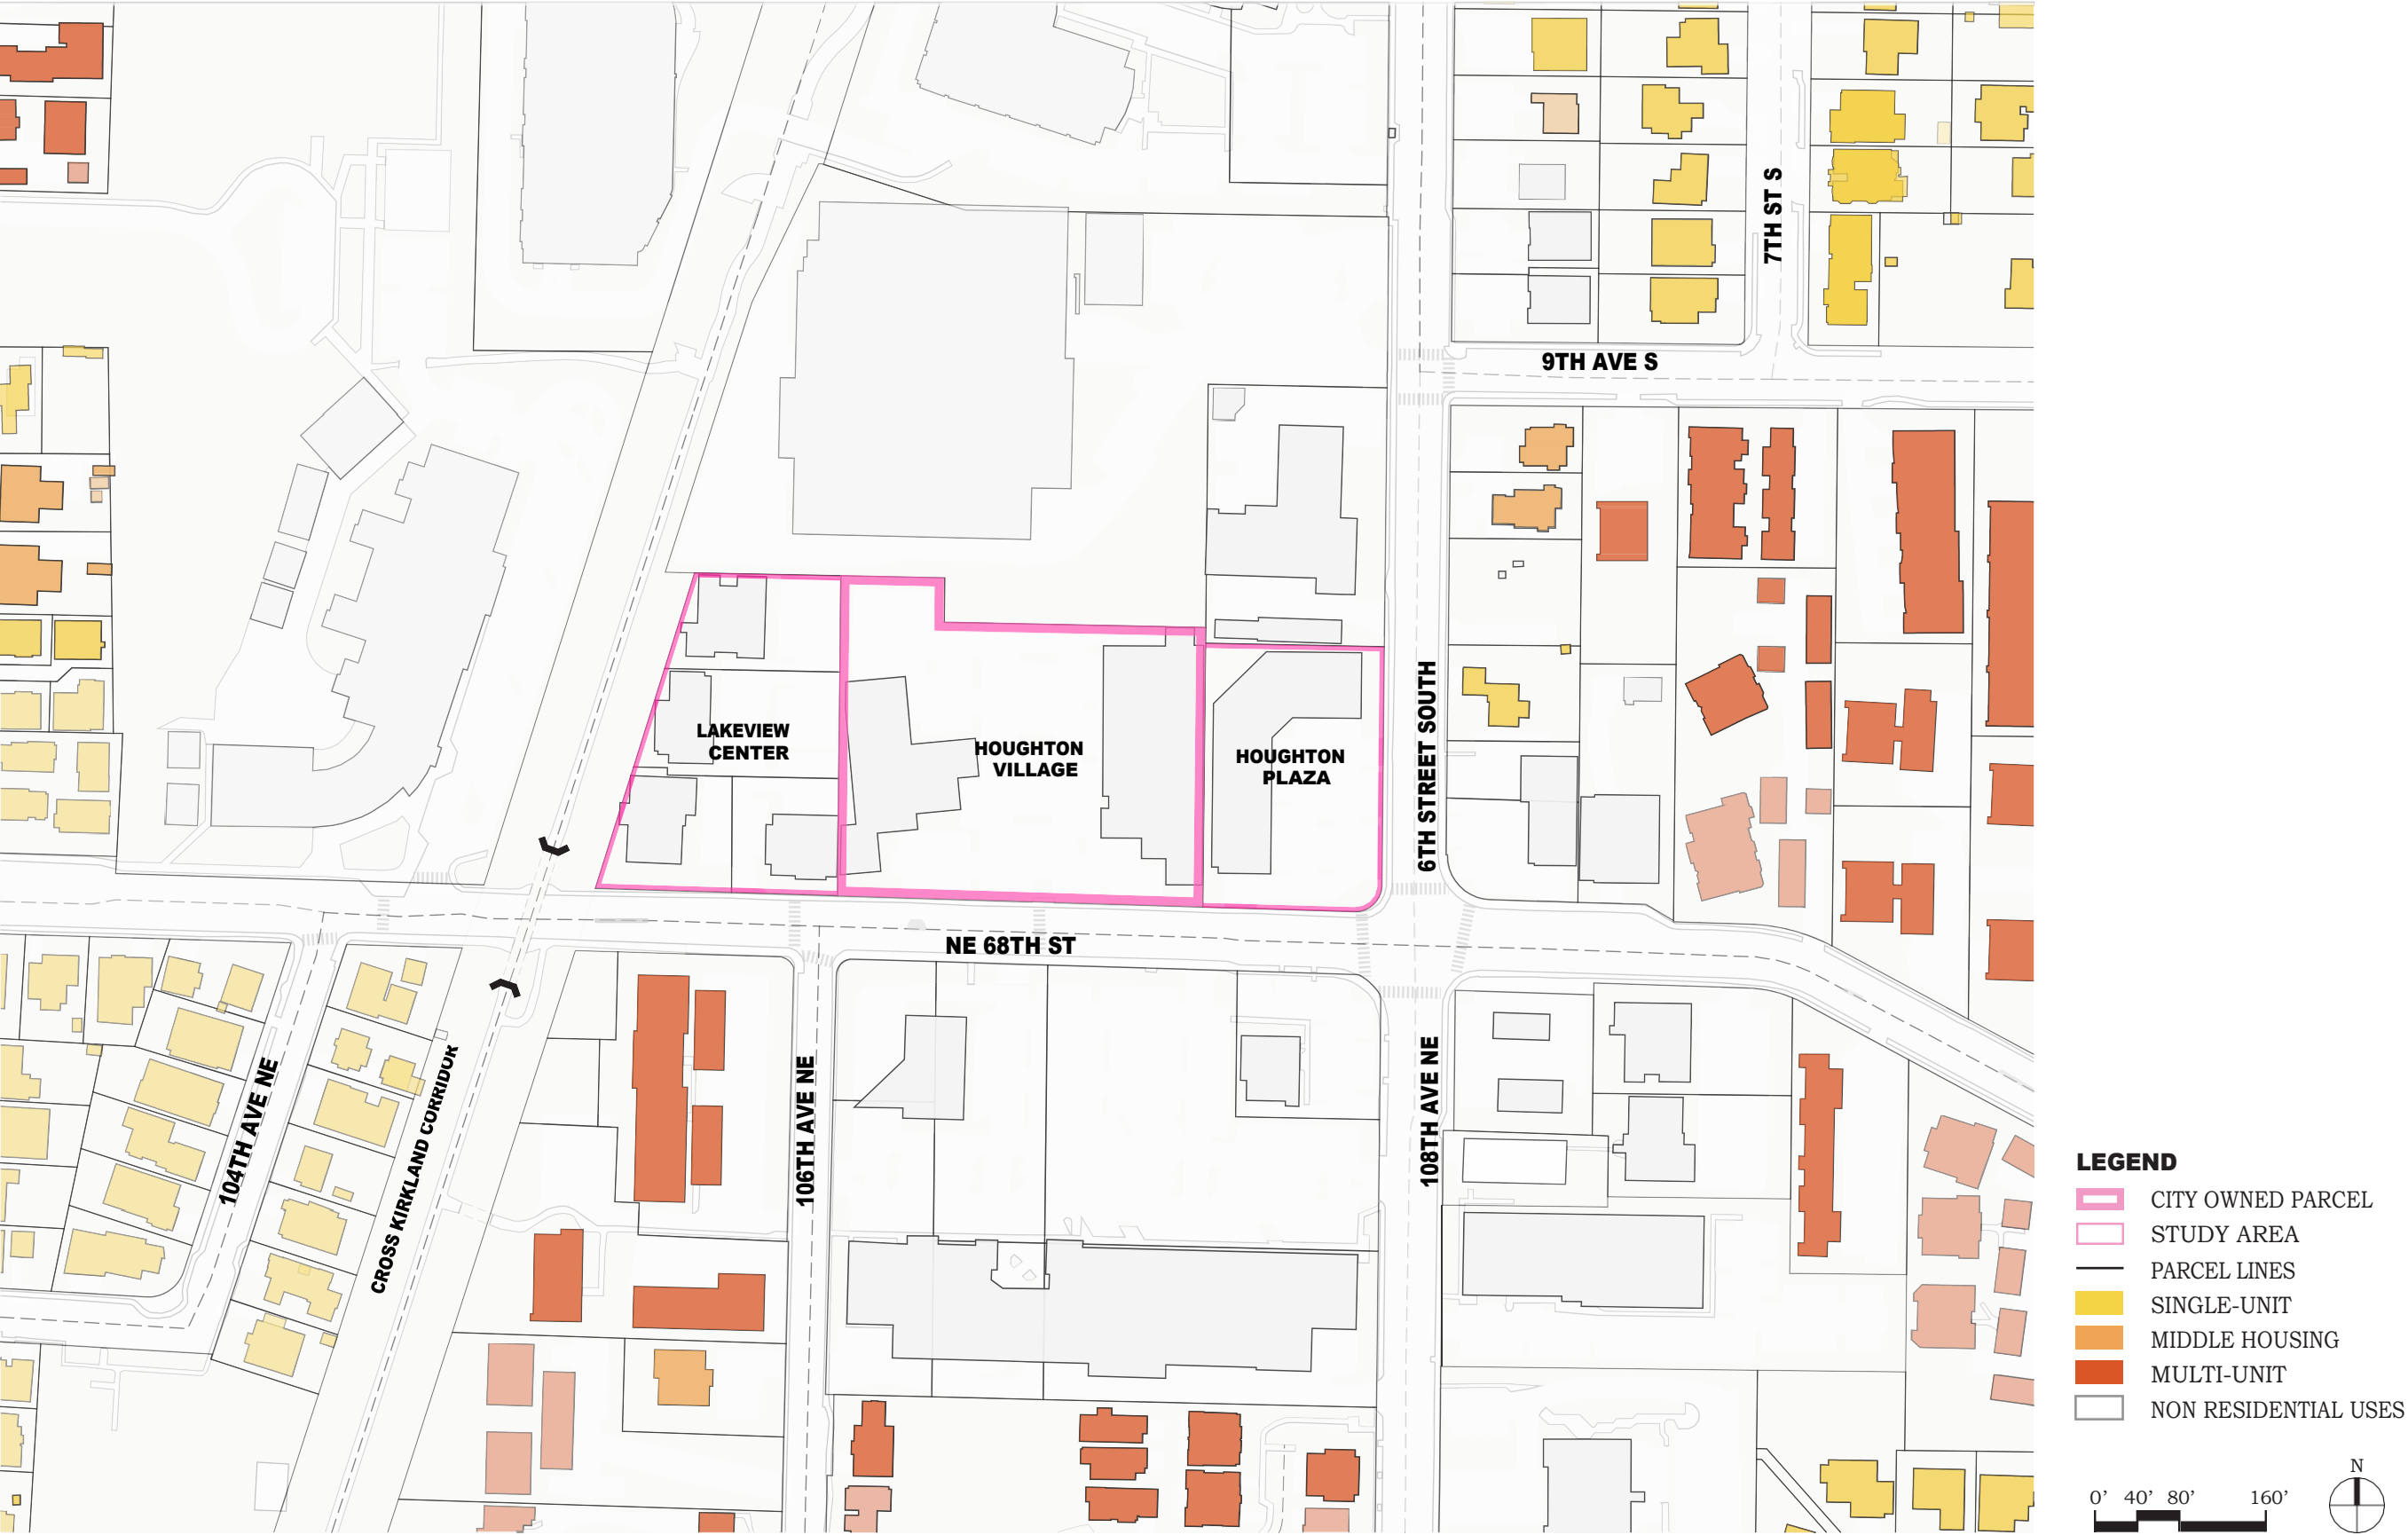 7TH ST S
9TH AVE S
LAKEVIEW
CENTER
HOUGHTON
VILLAGE
HOUGHTON
PLAZA
6TH STREET SOUTH
NE 68TH ST
104TH AVE NE
CROSS KIRKLAND CORRIDOR
106TH AVE NE
108TH AVE NE
LEGEND
CITY OWNED PARCEL
STUDY AREA
PARCEL LINES
SINGLE-UNIT
MIDDLE HOUSING
MULTI-UNIT
NON RESIDENTIAL USES
N
0' 40' 80' 160'